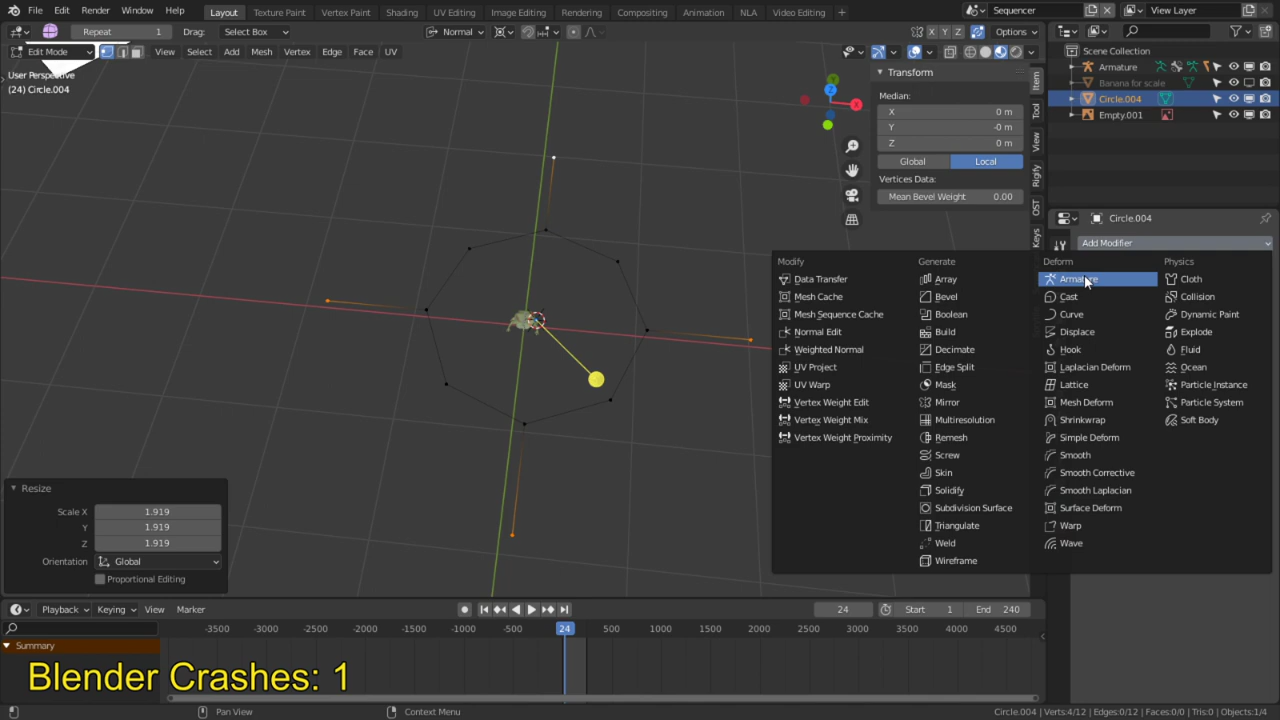 File Edit Render Window Help Layout Texture Paint Vertex Paint Shading UV Editing Image Editing Rendering Compositing Animation NLA Video Editing + Sequencer View Layer
Repeat 1 Drag: Select Box Normal X Y Z Options
Edit Mode View Select Add Mesh Vertex Edge Face UV
User Perspective
(24) Circle.004
Transform
Median:
X 0 m
Y -0 m
Z 0 m
Global Local
Vertices Data:
Mean Bevel Weight 0.00
Item
Tool
View
Rigify
OST
Keys
Scene Collection
Armature
Banana for scale
Circle.004
Empty.001
Circle.004
Add Modifier
Modify
Data Transfer
Mesh Cache
Mesh Sequence Cache
Normal Edit
Weighted Normal
UV Project
UV Warp
Vertex Weight Edit
Vertex Weight Mix
Vertex Weight Proximity
Generate
Array
Bevel
Boolean
Build
Decimate
Edge Split
Mask
Mirror
Multiresolution
Remesh
Screw
Skin
Solidify
Subdivision Surface
Triangulate
Weld
Wireframe
Deform
Armature
Cast
Curve
Displace
Hook
Laplacian Deform
Lattice
Mesh Deform
Shrinkwrap
Simple Deform
Smooth
Smooth Corrective
Smooth Laplacian
Surface Deform
Warp
Wave
Physics
Cloth
Collision
Dynamic Paint
Explode
Fluid
Ocean
Particle Instance
Particle System
Soft Body
Resize
Scale X 1.919
Y 1.919
Z 1.919
Orientation Global
Proportional Editing
Playback Keying View Marker 24 Start 1 End 240
-3500 -3000 -2500 -2000 -1500 -1000 -500 24 500 1000 1500 2000 2500 3000 3500 4000 4500
Summary
Blender Crashes: 1
Pan View Context Menu Circle.004 | Verts:4/12 | Edges:0/12 | Faces:0/0 | Tris:0 | Objects:1/4